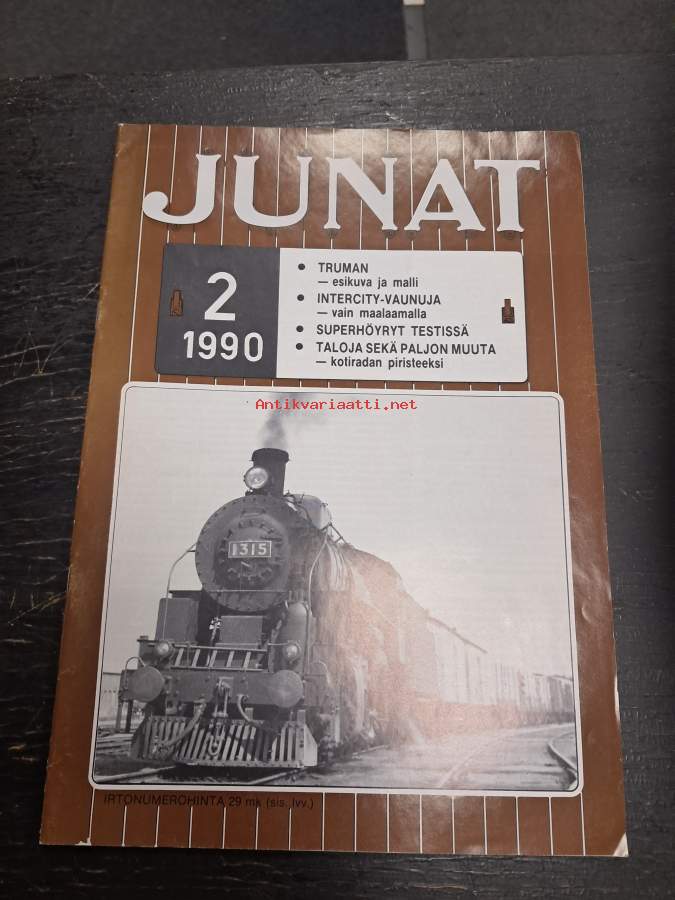 JUNAT
2
1990
● TRUMAN
— esikuva ja malli
● INTERCITY-VAUNUJA
— vain maalaamalla
● SUPERHÖYRYT TESTISSÄ
● TALOJA SEKÄ PALJON MUUTA
— kotiradan piristeeksi
Antikvariaatti.net
1315
IRTONUMEROHINTA 29 mk (sis. lvv.)